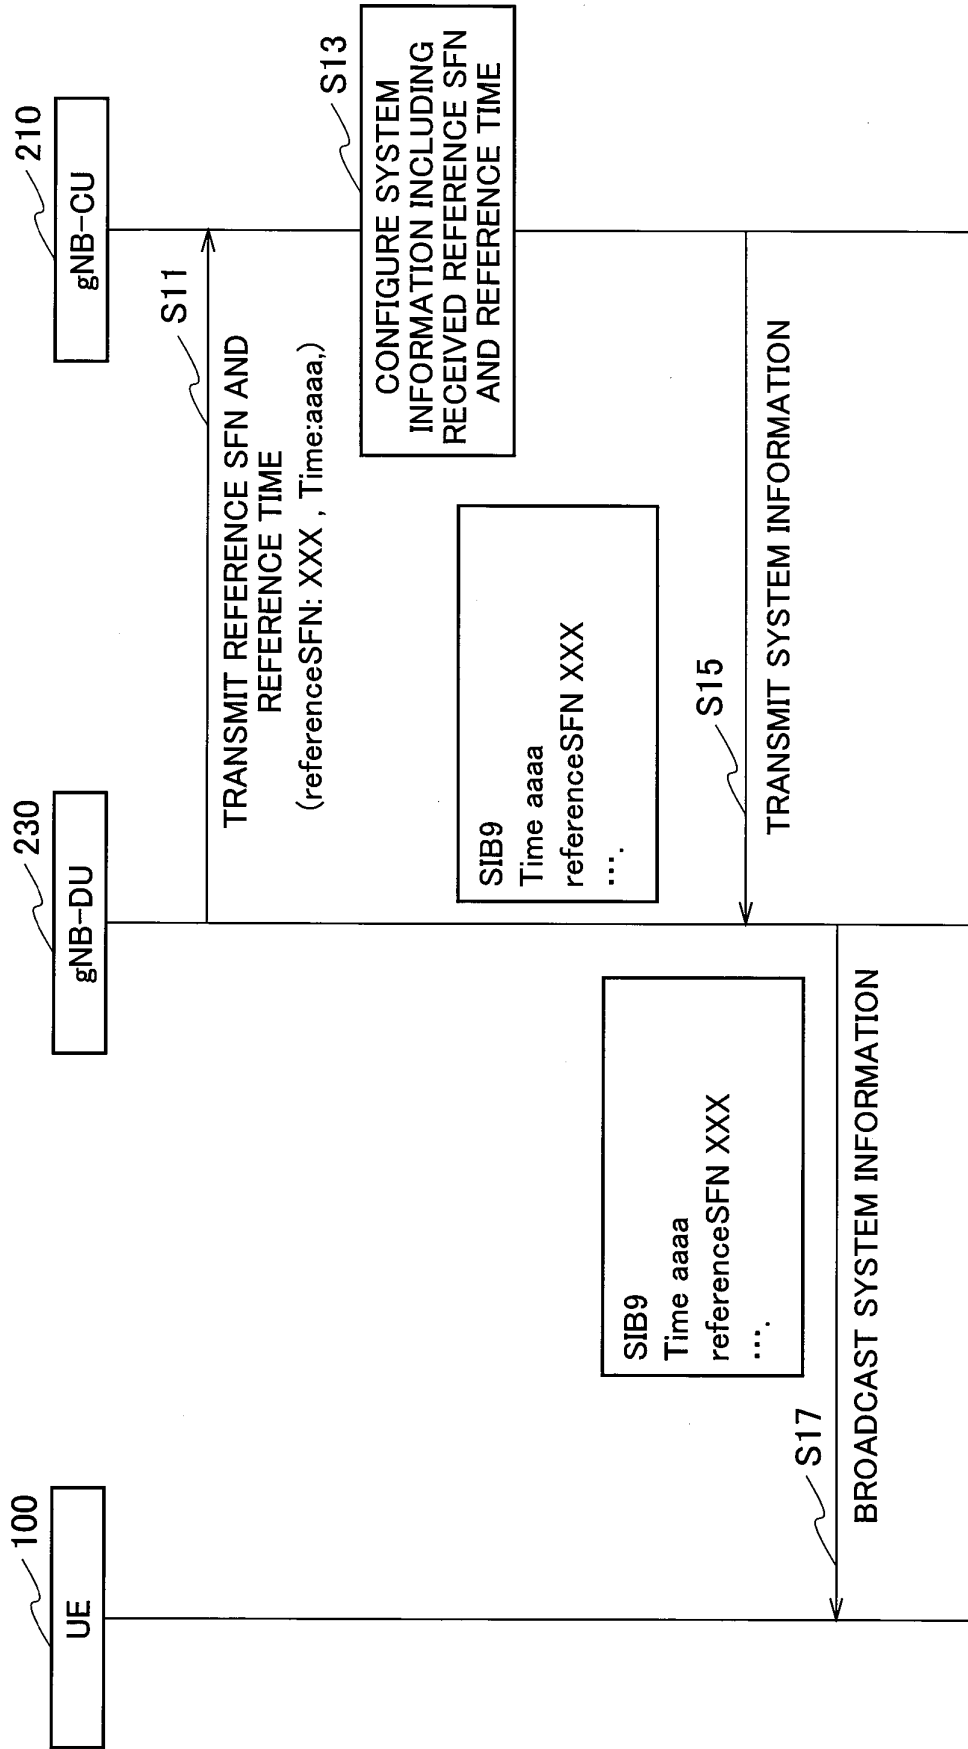 UE
100
gNB-DU
230
gNB-CU
210
S11
TRANSMIT REFERENCE SFN AND
REFERENCE TIME
(referenceSFN: XXX , Time:aaaa,)
S13
CONFIGURE SYSTEM
INFORMATION INCLUDING
RECEIVED REFERENCE SFN
AND REFERENCE TIME
SIB9
Time aaaa
referenceSFN XXX
….
S15
TRANSMIT SYSTEM INFORMATION
SIB9
Time aaaa
referenceSFN XXX
….
S17
BROADCAST SYSTEM INFORMATION